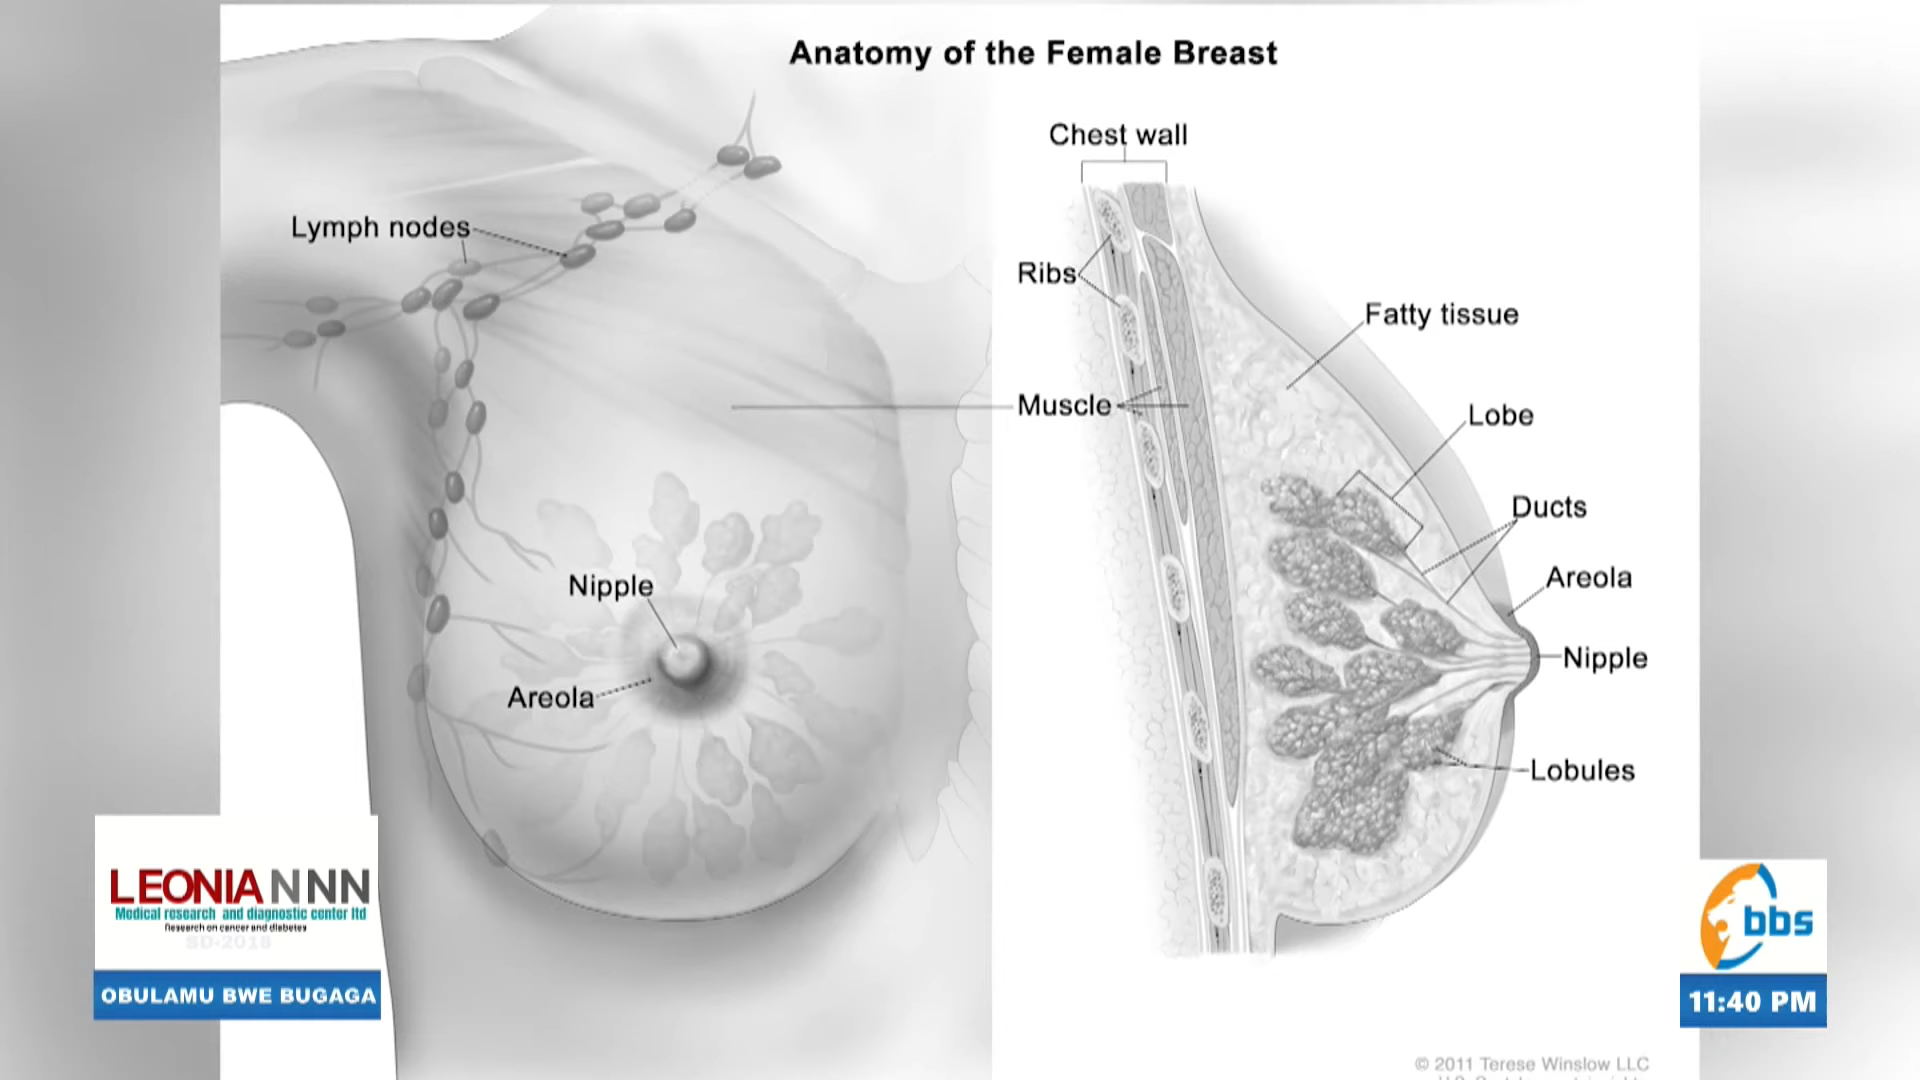 Anatomy of the Female Breast
Chest wall
Lymph nodes
Ribs
Fatty tissue
Muscle
Lobe
Ducts
Nipple
Areola
Areola
Nipple
Lobules
LEONIA NNN
Medical research and diagnostic center ltd
Research on cancer and diabetes
SD-2018
OBULAMU BWE BUGAGA
bbs
11:40 PM
© 2011 Terese Winslow LLC